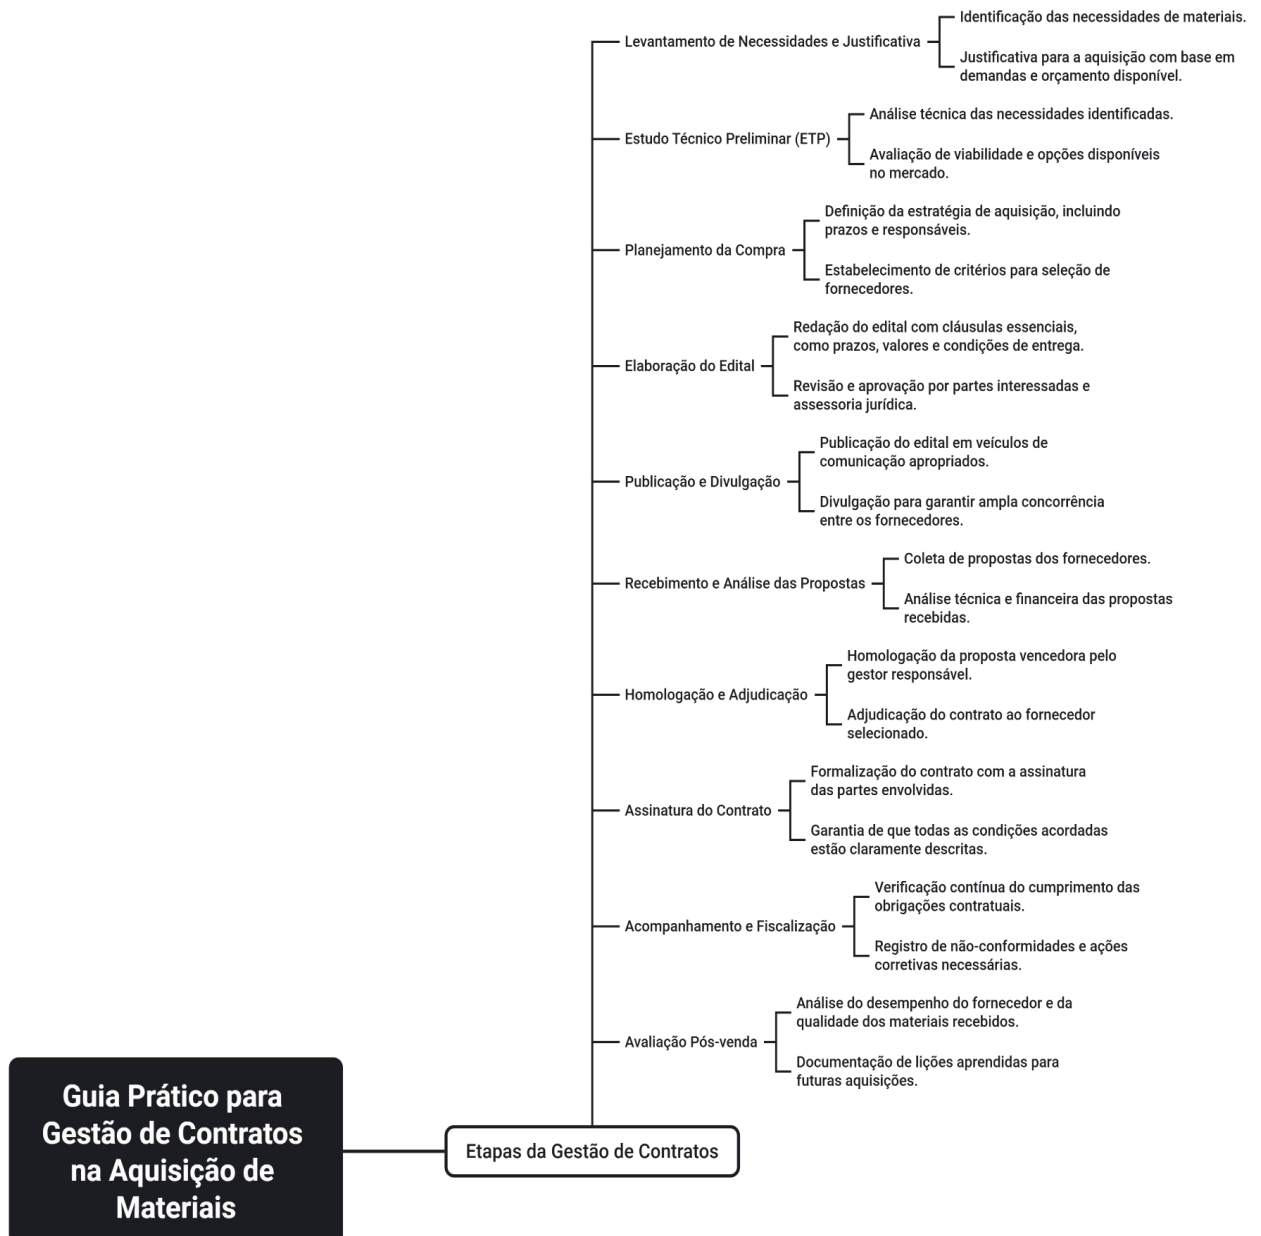 Identificação das necessidades de materiais.
Levantamento de Necessidades e Justificativa
Justificativa para a aquisição com base em
demandas e orçamento disponível.
Análise técnica das necessidades identificadas.
Estudo Técnico Preliminar (ETP)
Avaliação de viabilidade e opções disponíveis
no mercado.
Definição da estratégia de aquisição, incluindo
prazos e responsáveis.
Planejamento da Compra
Estabelecimento de critérios para seleção de
fornecedores.
Redação do edital com cláusulas essenciais,
como prazos, valores e condições de entrega.
Elaboração do Edital
Revisão e aprovação por partes interessadas e
assessoria jurídica.
Publicação do edital em veículos de
comunicação apropriados.
Publicação e Divulgação
Divulgação para garantir ampla concorrência
entre os fornecedores.
Coleta de propostas dos fornecedores.
Recebimento e Análise das Propostas
Análise técnica e financeira das propostas
recebidas.
Homologação da proposta vencedora pelo
gestor responsável.
Homologação e Adjudicação
Adjudicação do contrato ao fornecedor
selecionado.
Formalização do contrato com a assinatura
das partes envolvidas.
Assinatura do Contrato
Garantia de que todas as condições acordadas
estão claramente descritas.
Verificação contínua do cumprimento das
obrigações contratuais.
Acompanhamento e Fiscalização
Registro de não-conformidades e ações
corretivas necessárias.
Análise do desempenho do fornecedor e da
qualidade dos materiais recebidos.
Avaliação Pós-venda
Documentação de lições aprendidas para
futuras aquisições.
Guia Prático para
Gestão de Contratos
na Aquisição de
Materiais
Etapas da Gestão de Contratos